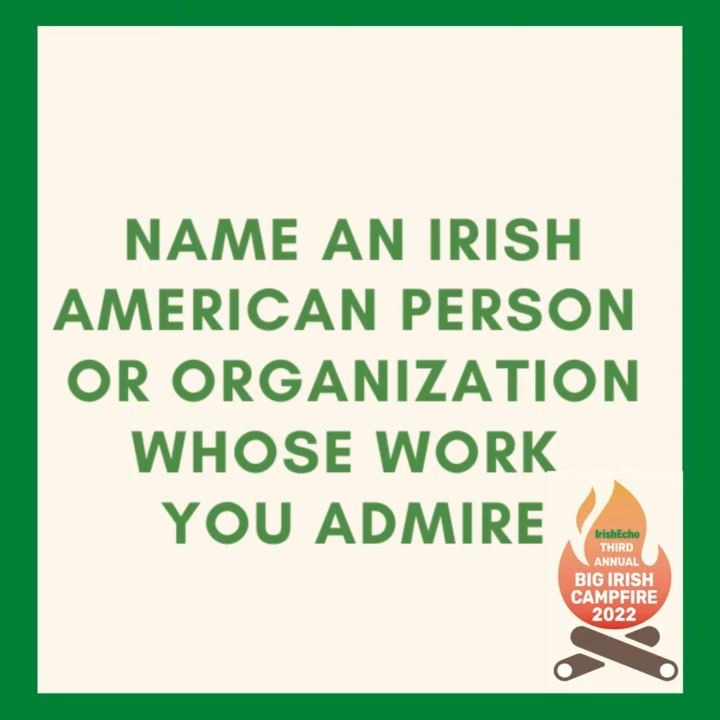 NAME AN IRISH
AMERICAN PERSON
OR ORGANIZATION
WHOSE WORK
YOU ADMIRE
IrishEcho
THIRD
ANNUAL
BIG IRISH
CAMPFIRE
2022